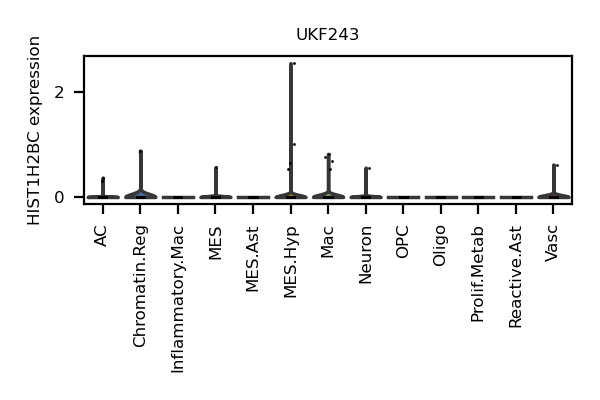 UKF243
HIST1H2BC expression
2
0
AC
Chromatin.Reg
Inflammatory.Mac
MES
MES.Ast
MES.Hyp
Mac
Neuron
OPC
Oligo
Prolif.Metab
Reactive.Ast
Vasc